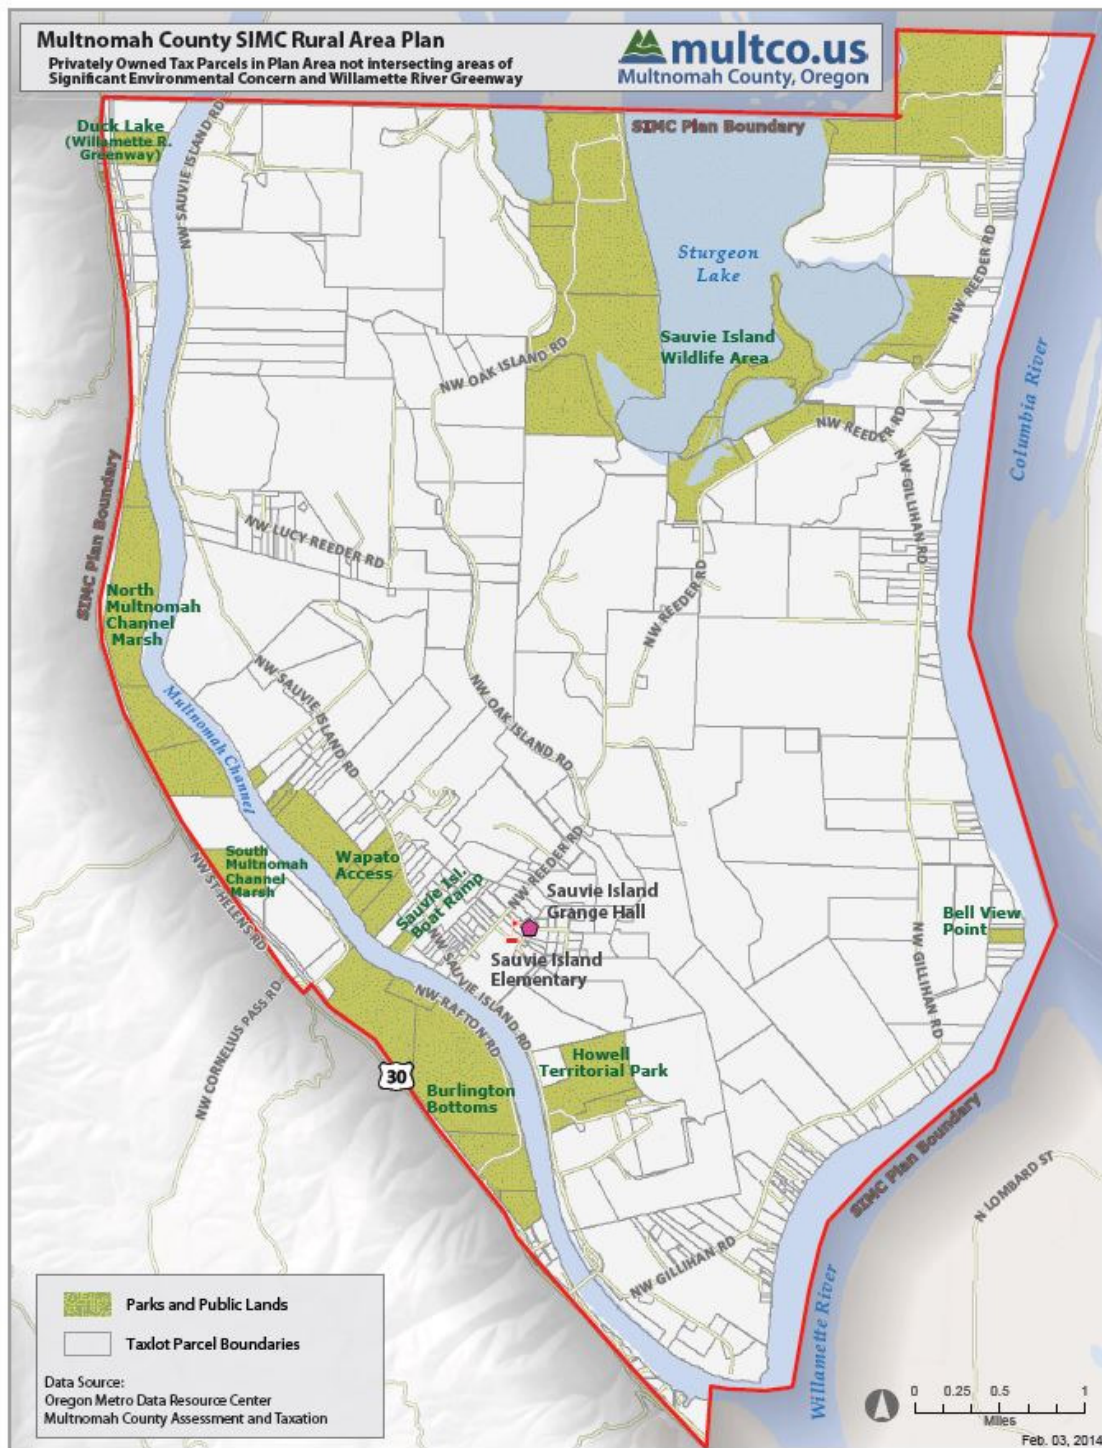 Multnomah County SIMC Rural Area Plan
Privately Owned Tax Parcels in Plan Area not intersecting areas of
Significant Environmental Concern and Willamette River Greenway
multco.us
Multnomah County, Oregon
SIMC Plan Boundary
Duck Lake
(Willamette R.
Greenway)
NW SAUVIE ISLAND RD
Sturgeon
Lake
NW REEDER RD
Sauvie Island
Wildlife Area
NW OAK ISLAND RD
Columbia River
NW REEDER RD
NW GILLIHAN RD
SIMC Plan Boundary
NW LUCY REEDER RD
North
Multnomah
Channel
Marsh
NW REEDER RD
NW SAUVIE ISLAND RD
NW OAK ISLAND RD
Multnomah Channel
NW REEDER RD
South
Multnomah
Channel
Marsh
Wapato
Access
Sauvie Isl.
Boat Ramp
Sauvie Island
Grange Hall
Bell View
Point
NW ST HELENS RD
Sauvie Island
Elementary
NW SAUVIE ISLAND RD
NW GILLIHAN RD
NW RAFTON RD
NW CORNELIUS PASS RD
Howell
Territorial Park
30
Burlington
Bottoms
SIMC Plan Boundary
N LOMBARD ST
NW GILLIHAN RD
Willamette River
Parks and Public Lands
Taxlot Parcel Boundaries
Data Source:
Oregon Metro Data Resource Center
Multnomah County Assessment and Taxation
0 0.25 0.5 1
Miles
Feb. 03, 2014